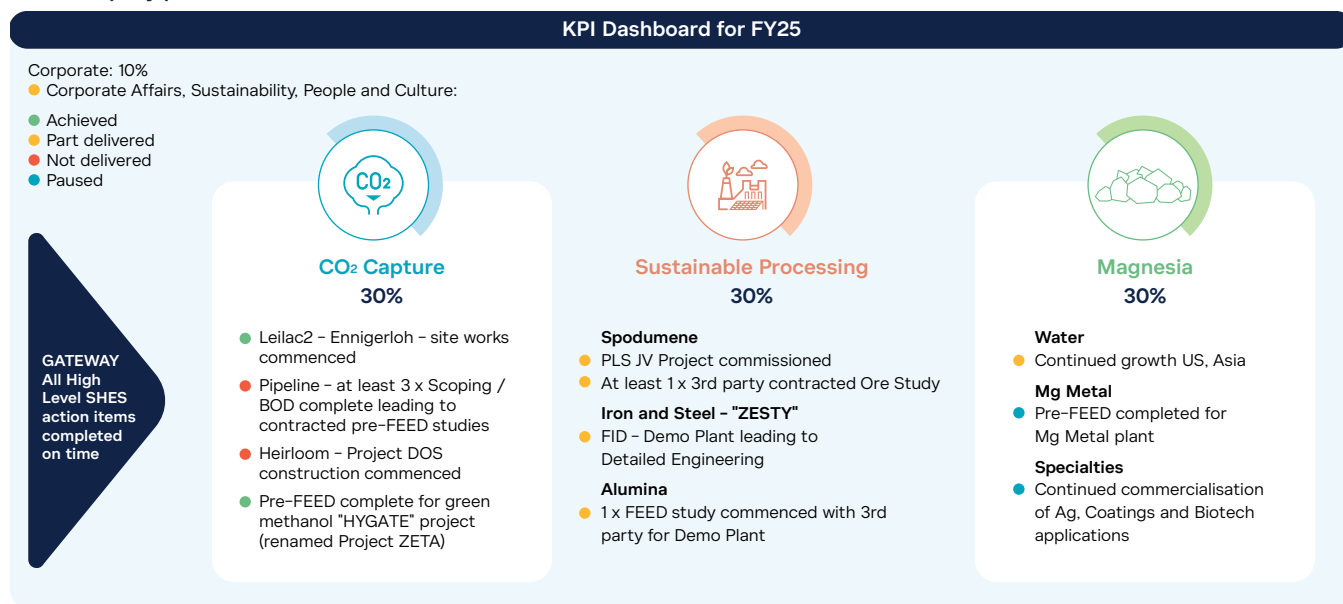 KPI Dashboard for FY25
Corporate: 10%
Corporate Affairs, Sustainability, People and Culture:
Achieved
Part delivered
Not delivered
Paused
GATEWAY
All High
Level SHES
action items
completed
on time
CO2
CO₂ Capture
30%
Leilac2 – Ennigerloh – site works
commenced
Pipeline – at least 3 x Scoping /
BOD complete leading to
contracted pre-FEED studies
Heirloom – Project DOS
construction commenced
Pre-FEED complete for green
methanol "HYGATE" project
(renamed Project ZETA)
Sustainable Processing
30%
Spodumene
PLS JV Project commissioned
At least 1 x 3rd party contracted Ore Study
Iron and Steel – "ZESTY"
FID – Demo Plant leading to
Detailed Engineering
Alumina
1 x FEED study commenced with 3rd
party for Demo Plant
Magnesia
30%
Water
Continued growth US, Asia
Mg Metal
Pre-FEED completed for
Mg Metal plant
Specialties
Continued commercialisation
of Ag, Coatings and Biotech
applications